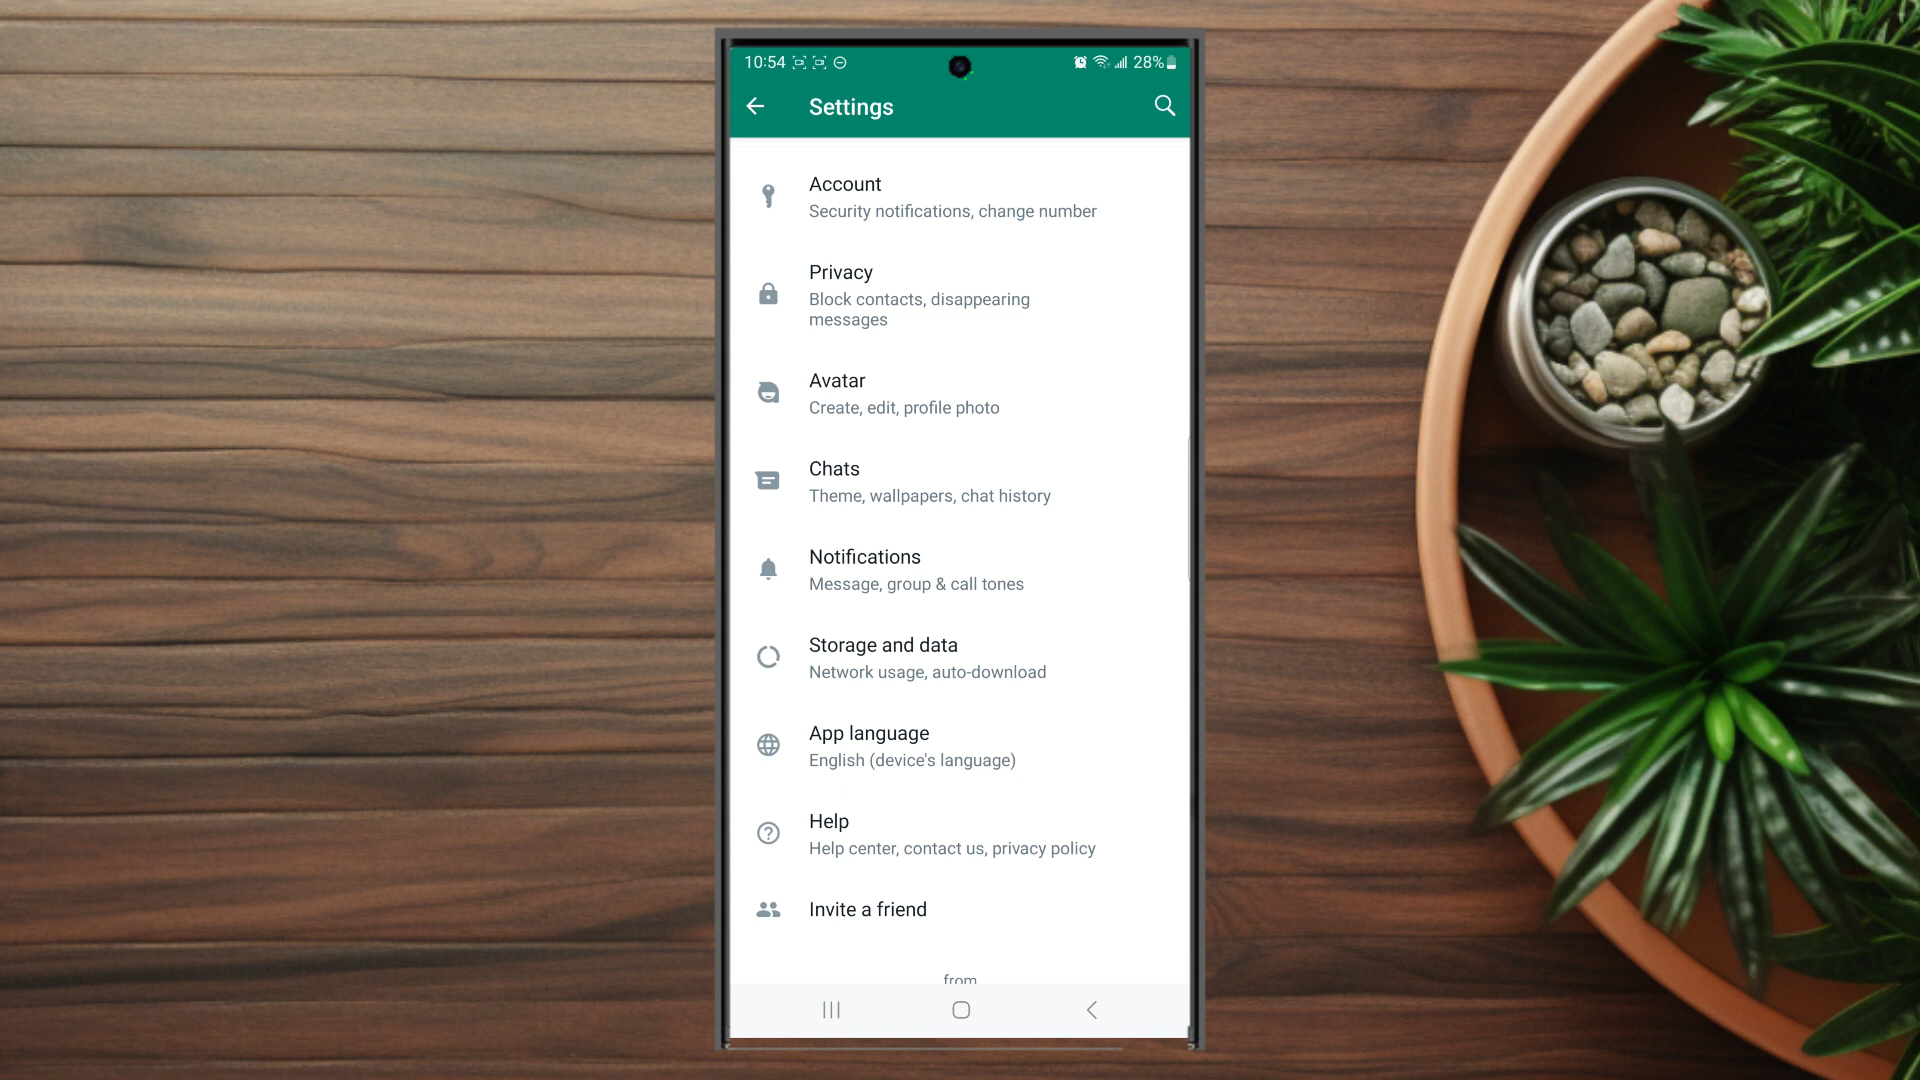 10:54 28%
Settings
Account
Security notifications, change number
Privacy
Block contacts, disappearing
messages
Avatar
Create, edit, profile photo
Chats
Theme, wallpapers, chat history
Notifications
Message, group & call tones
Storage and data
Network usage, auto-download
App language
English (device's language)
Help
Help center, contact us, privacy policy
Invite a friend
from